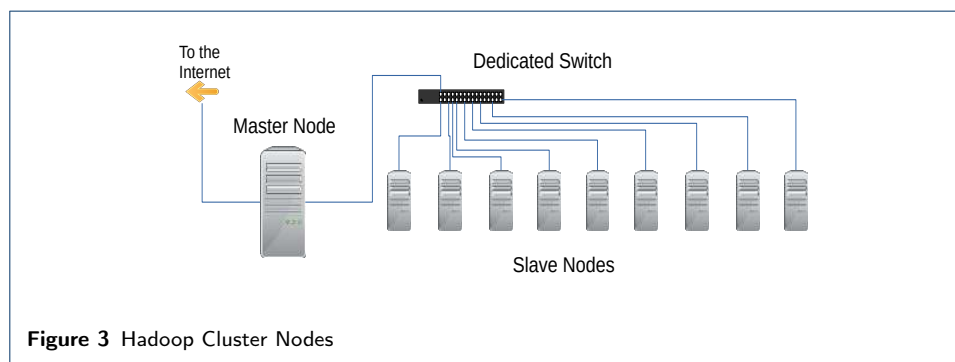 To the
Internet
Dedicated Switch
Master Node
Slave Nodes
Figure 3 Hadoop Cluster Nodes